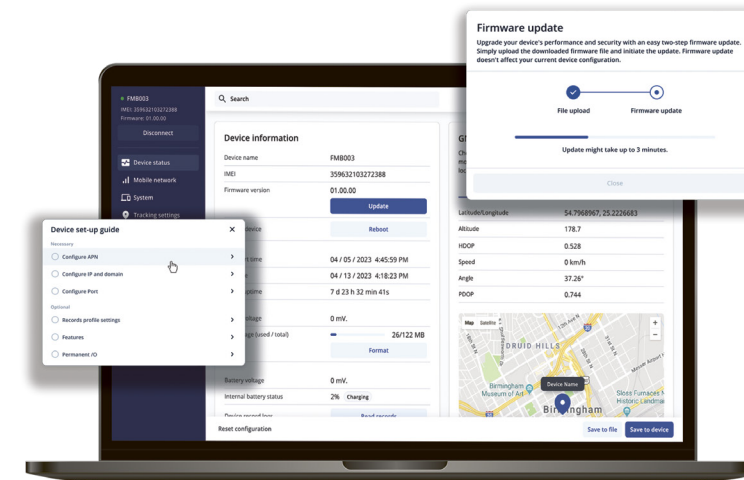 Firmware update
Upgrade your device's performance and security with an easy two-step firmware update.
Simply upload the downloaded firmware file and initiate the update. Firmware update
doesn't affect your current device configuration.
File upload Firmware update
Update might take up to 3 minutes.
Close
FMB003
IMEI: 359632103272388
Firmware: 01.00.00
Disconnect
Device status
Mobile network
System
Tracking settings
Search
Device set-up guide
Necessary
Configure APN
Configure IP and domain
Configure Port
Optional
Records profile settings
Features
Permanent /O
Device information
Device name FMB003
IMEI 359632103272388
Firmware version 01.00.00
Update
Reboot
04 / 05 / 2023 4:45:59 PM
04 / 13 / 2023 4:18:23 PM
7 d 23 h 32 min 41s
0 mV.
(used / total) 26/122 MB
Format
Battery voltage 0 mV.
Internal battery status 2% Charging
Device record logs Read records
Latitude/Longitude 54.7968967, 25.2226683
Altitude 178.7
HDOP 0.528
Speed 0 km/h
Angle 37.26°
PDOP 0.744
Map Satellite
12th Ave N
DRUID HILLS
Birmingham
Museum of Art
Device Name
Sloss Furnaces N
Historic Landma
Birmingham
Reset configuration
Save to file
Save to device